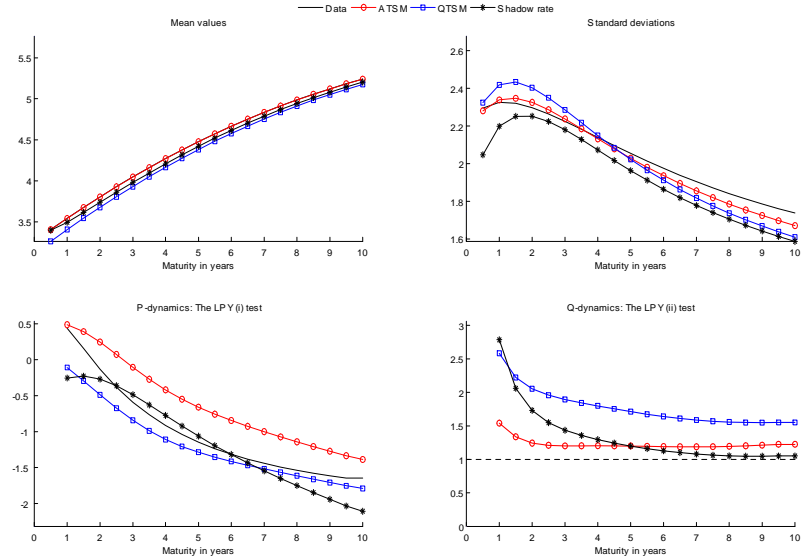 Data ATSM QTSM Shadow rate
Mean values
5.5
5
4.5
4
3.5
0 1 2 3 4 5 6 7 8 9 10
Maturity in years
Standard deviations
2.6
2.4
2.2
2
1.8
1.6
0 1 2 3 4 5 6 7 8 9 10
Maturity in years
P-dynamics: The LPY(i) test
0.5
0
-0.5
-1
-1.5
-2
0 1 2 3 4 5 6 7 8 9 10
Maturity in years
Q-dynamics: The LPY(ii) test
3
2.5
2
1.5
1
0.5
0
0 1 2 3 4 5 6 7 8 9 10
Maturity in years